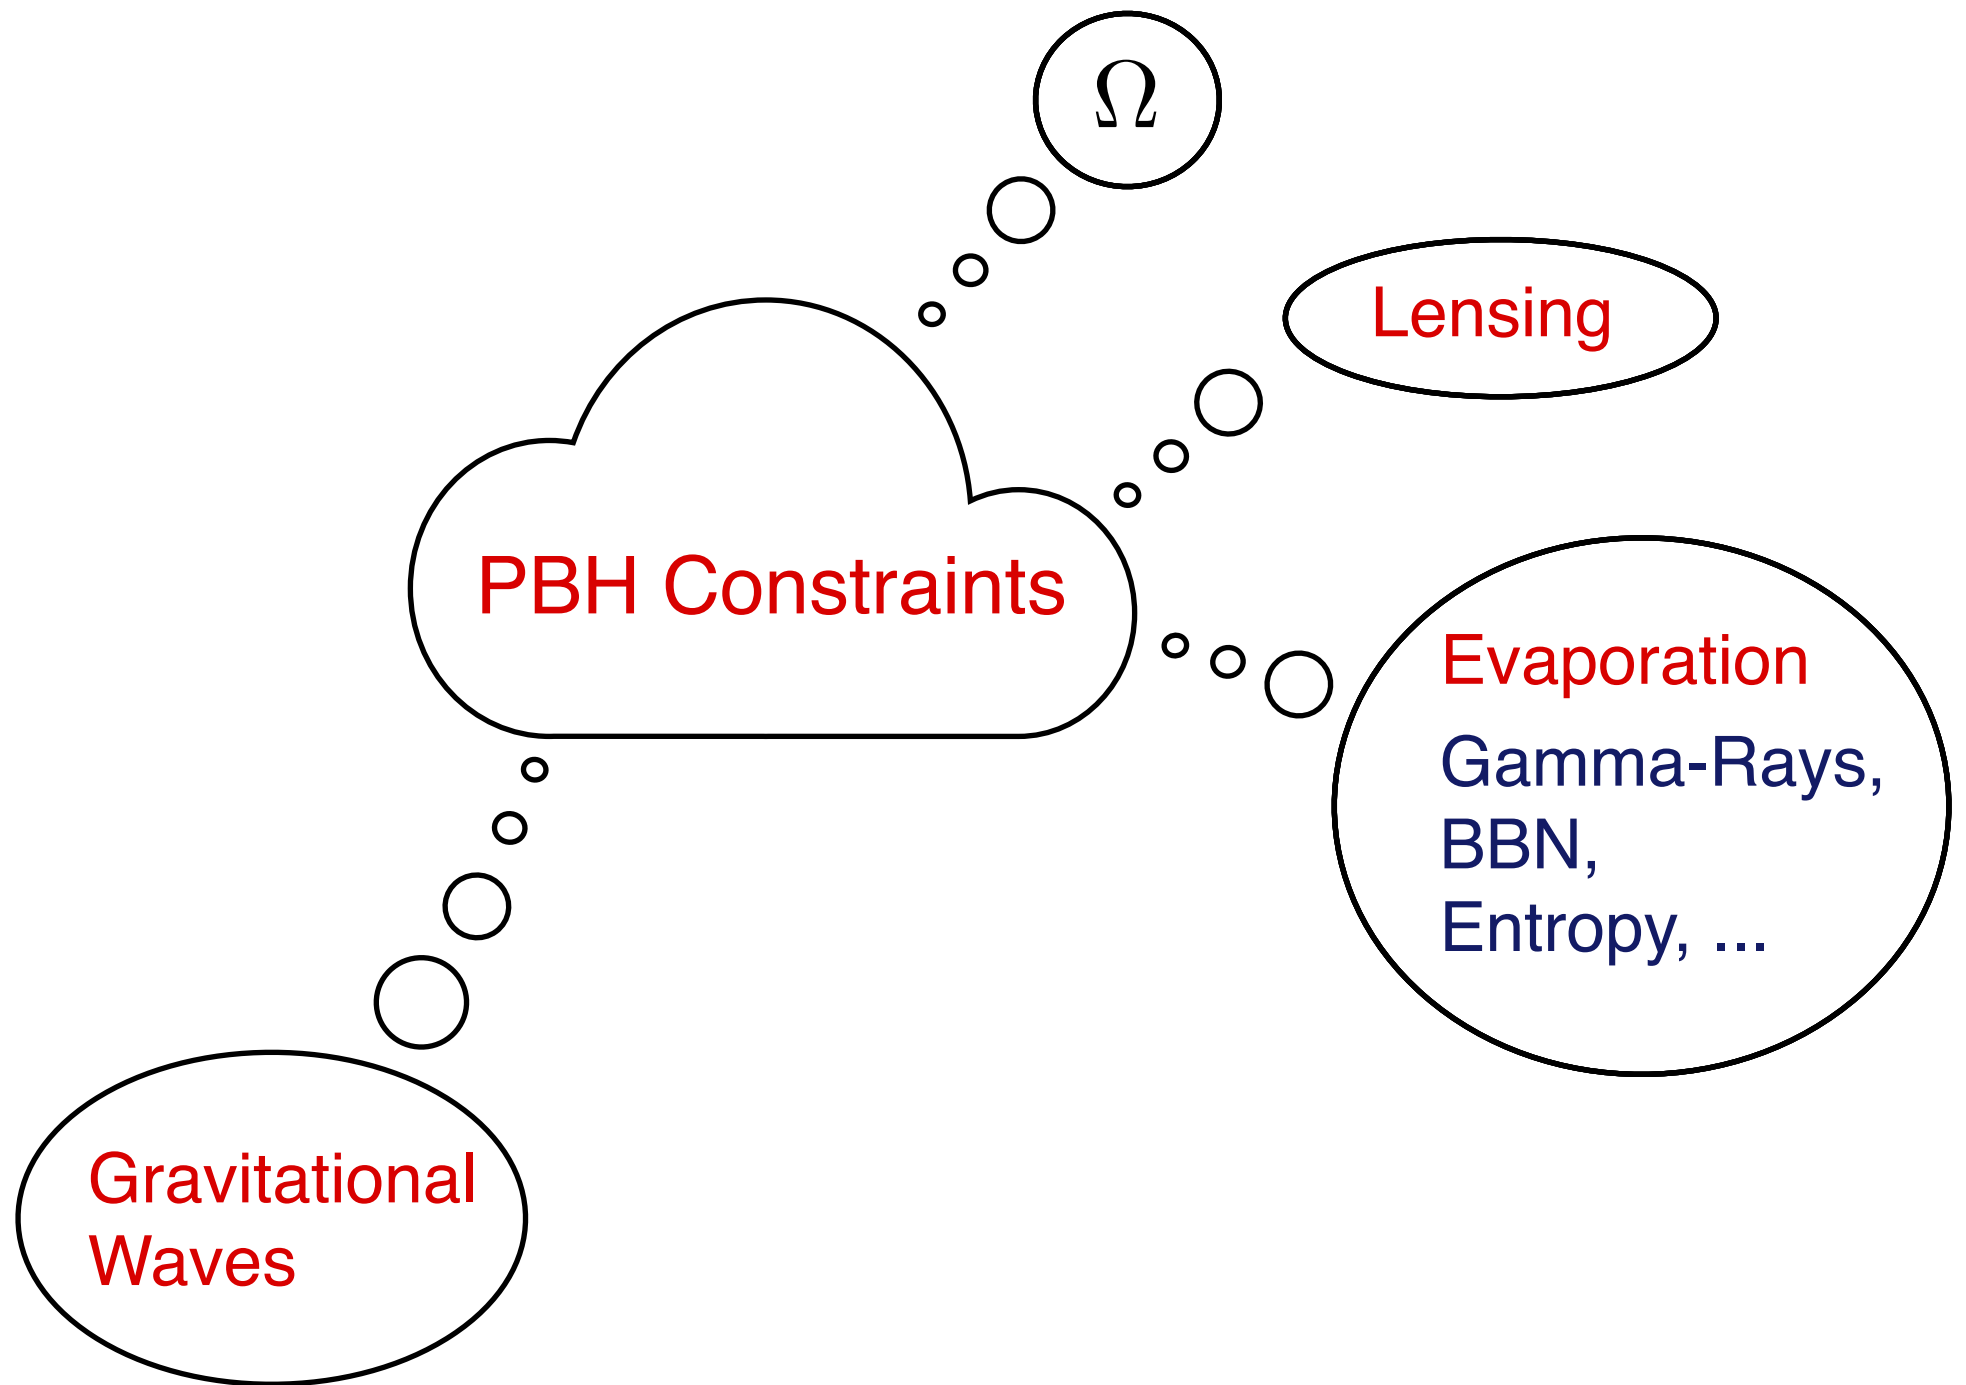 Ω
Lensing
PBH Constraints
Evaporation
Gamma-Rays,
BBN,
Entropy, ...
Gravitational
Waves